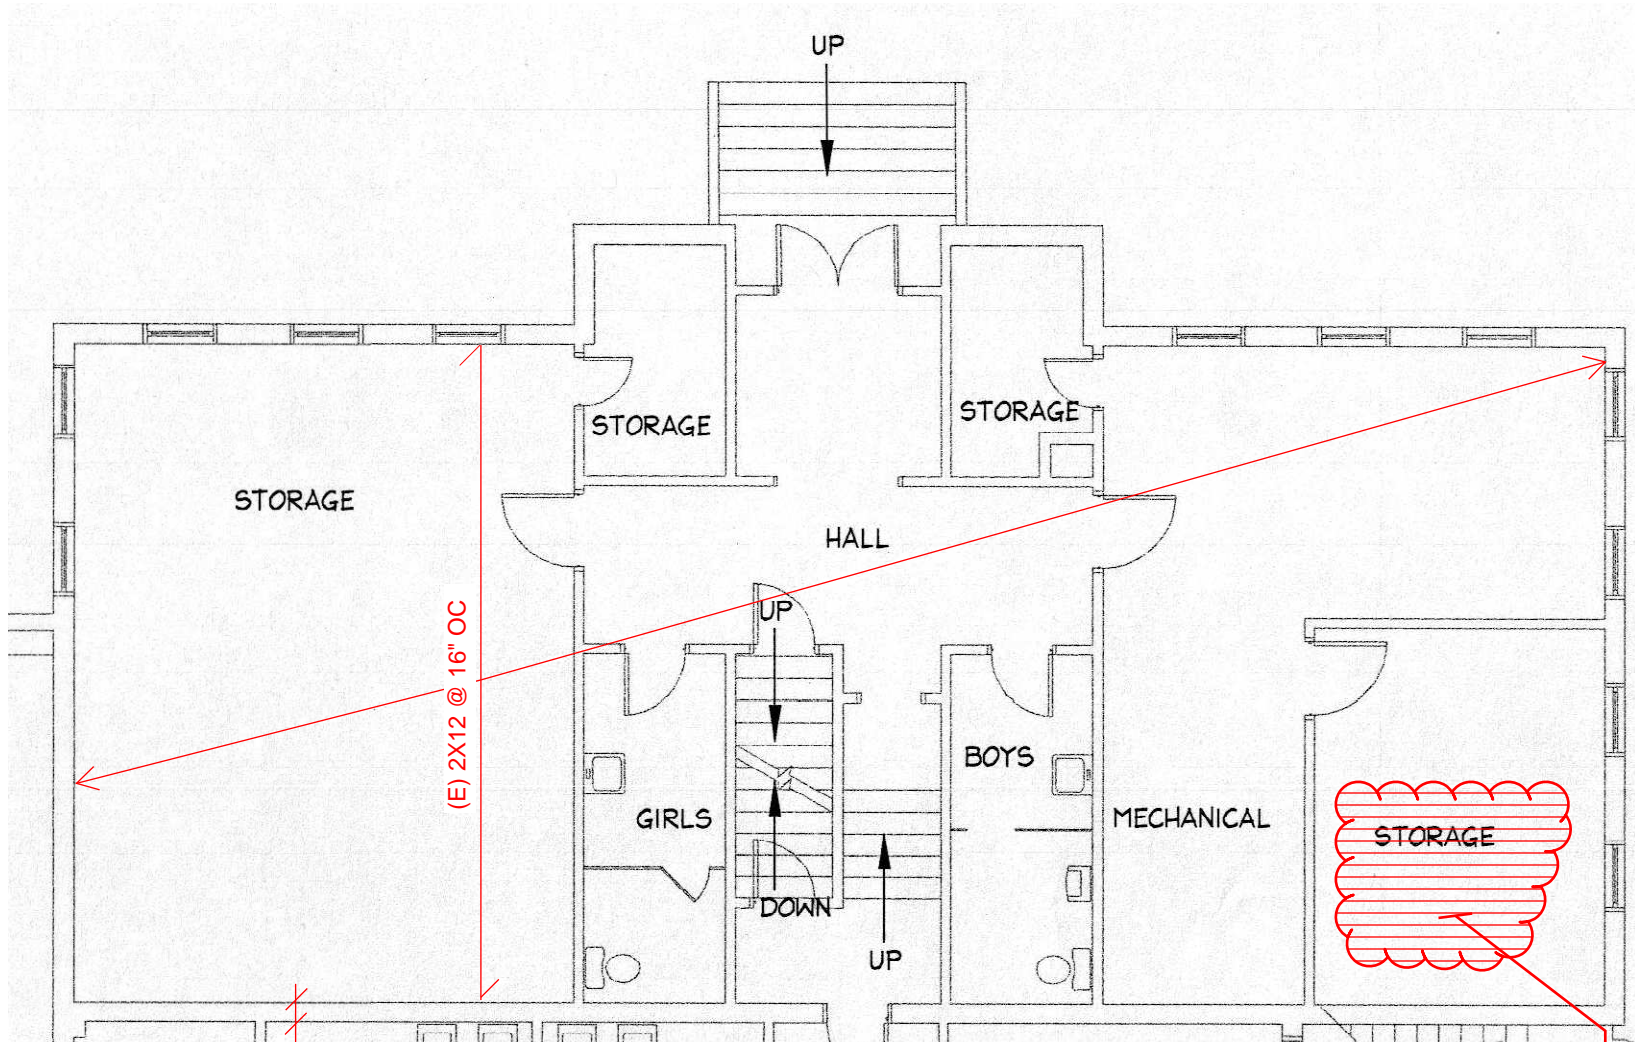 UP
STORAGE
STORAGE
STORAGE
HALL
UP
(E) 2X12 @ 16" OC
BOYS
GIRLS
MECHANICAL
STORAGE
DOWN
UP